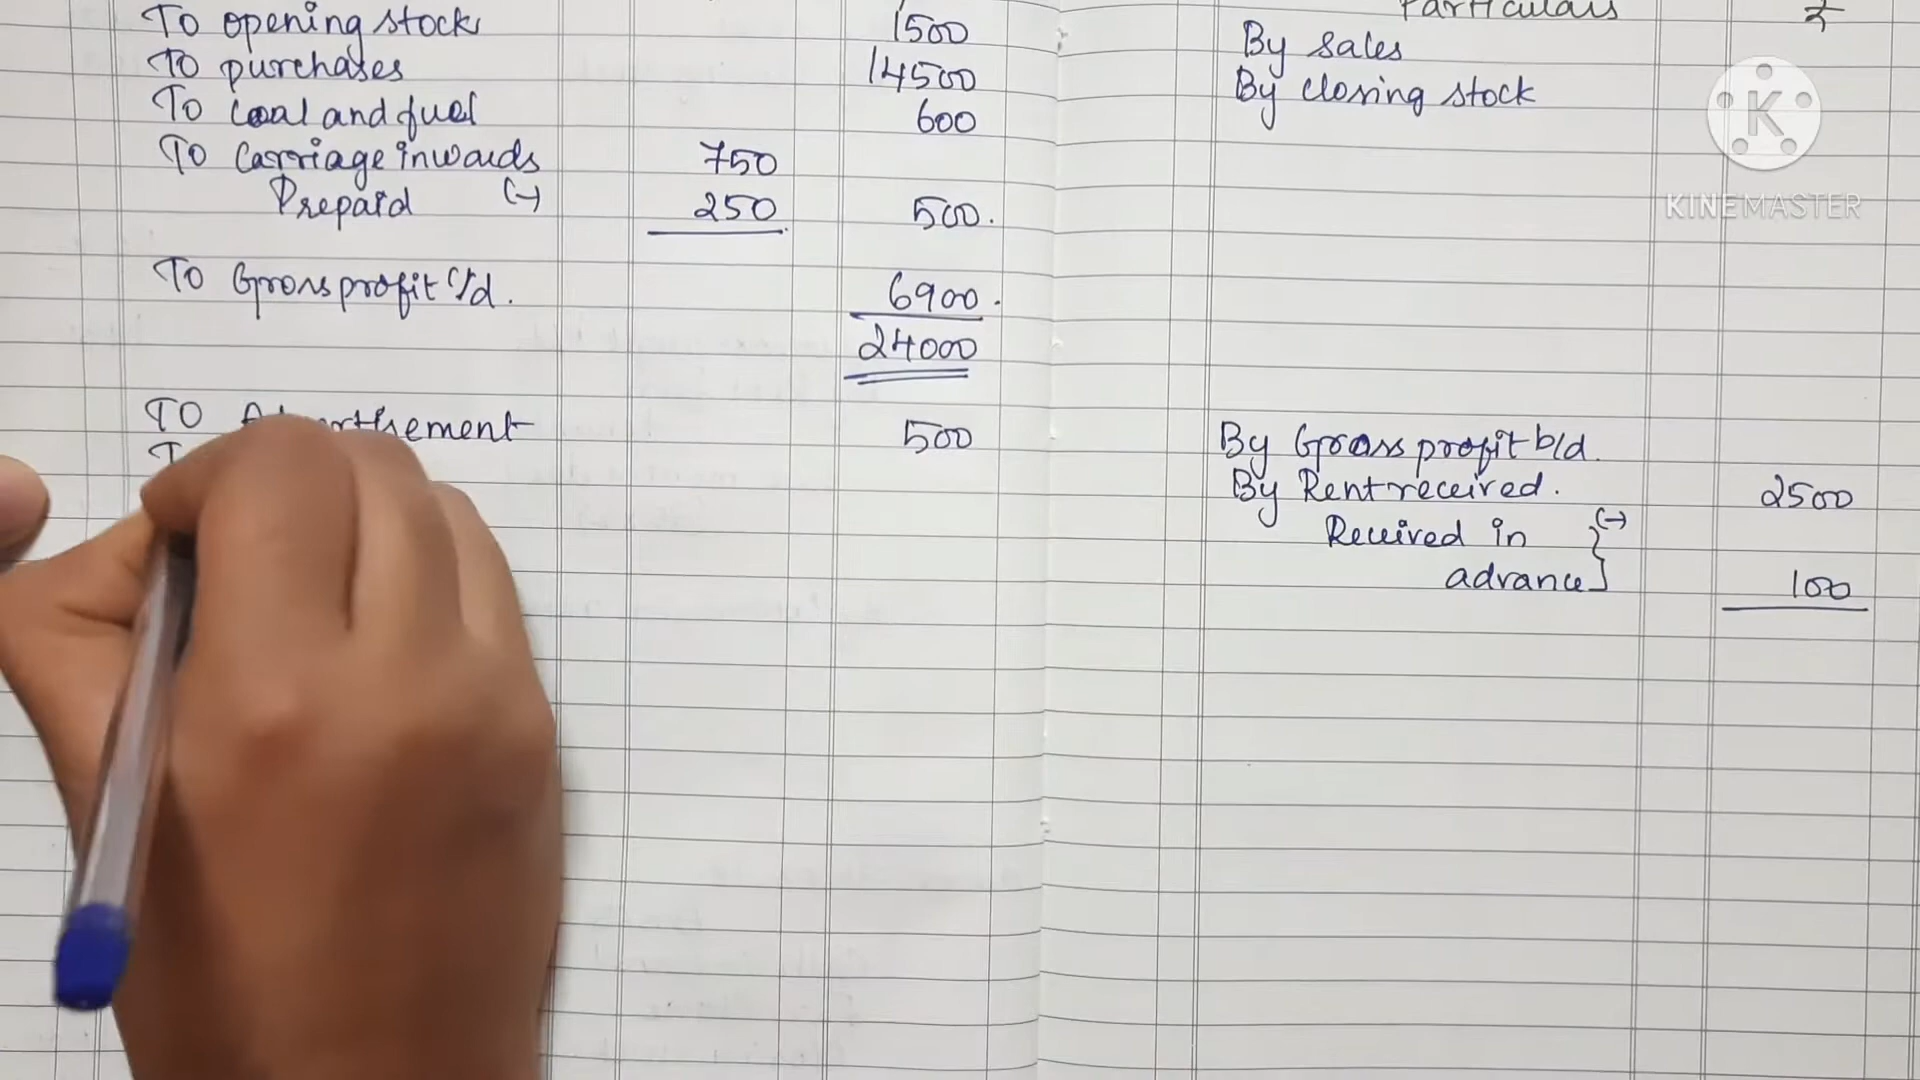 To opening stock 1500
To purchases 14500
To coal and fuel 600
To Carriage inwards 750
Prepaid (-) 250 500.
To Gross profit c/d. 6900.
24000
To Advertisement 500
Particulars ₹
By sales
By closing stock
By Gross profit b/d.
By Rent received. 2500
Received in (-)
advance 100
K
KINEMASTER